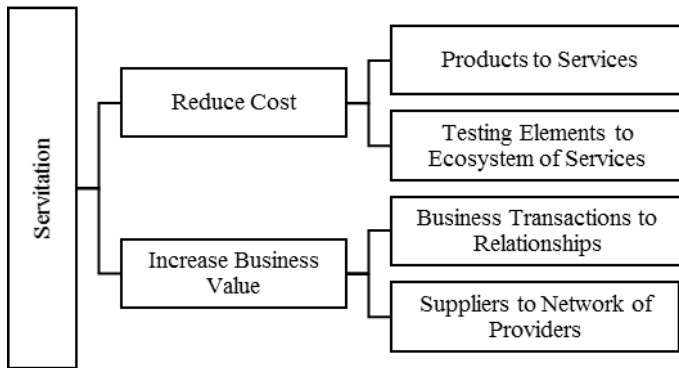 Servitation
Reduce Cost
Products to Services
Testing Elements to
Ecosystem of Services
Increase Business
Value
Business Transactions to
Relationships
Suppliers to Network of
Providers